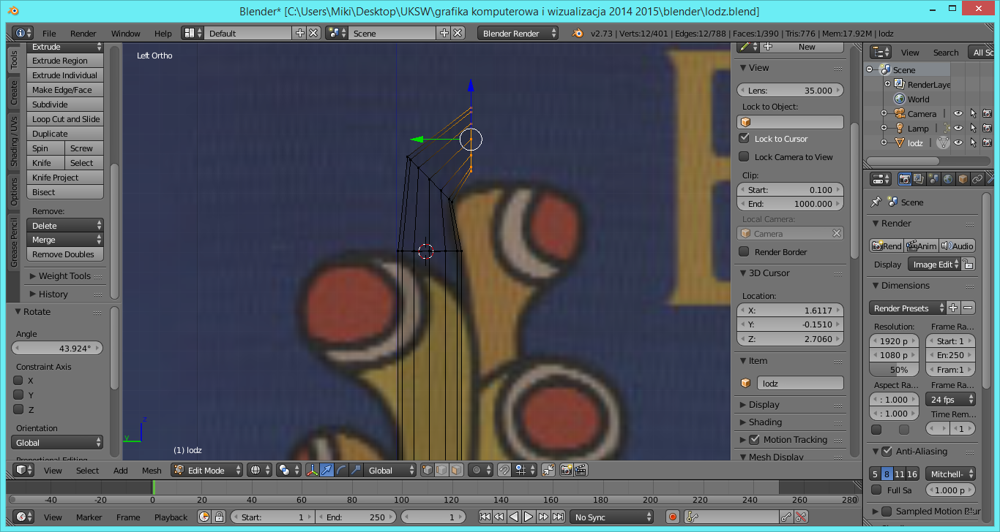 Blender* [C:\Users\Miki\Desktop\UKSW\grafika komputerowa i wizualizacja 2014 2015\blender\lodz.blend]
File Render Window Help Default Scene Blender Render v2.73 | Verts:12/401 | Edges:12/788 | Faces:1/390 | Tris:776 | Mem:17.92M | lodz
Tools
Create
Shading / UVs
Options
Grease Pencil
Extrude
Extrude Region
Extrude Individual
Make Edge/Face
Subdivide
Loop Cut and Slide
Duplicate
Spin Screw
Knife Select
Knife Project
Bisect
Remove:
Delete
Merge
Remove Doubles
Weight Tools
History
Rotate
Angle
43.924°
Constraint Axis
X
Y
Z
Orientation
Global
Proportional Editing
Left Ortho
z
y
(1) lodz
New
View
Lens: 35.000
Lock to Object:
Lock to Cursor
Lock Camera to View
Clip:
Start: 0.100
End: 1000.000
Local Camera:
Camera
Render Border
3D Cursor
Location:
X: 1.6117
Y: -0.1510
Z: 2.7060
Item
lodz
Display
Shading
Motion Tracking
Mesh Display
View Search All Sc
Scene
RenderLaye
World
Camera
Lamp
lodz
Scene
Render
Rend Anim Audio
Display Image Edit
Dimensions
Render Presets
Resolution: Frame Ra...
1920 p Start: 1
1080 p En:250
50% Fram:1
Aspect Ra... Frame Ra...
: 1.000 24 fps
: 1.000 Time Rem...
1
Anti-Aliasing
5 8 11 16 Mitchell-
Full Sa 1.000 p
Sampled Motion Blur
View Select Add Mesh Edit Mode Global
-40 -20 0 20 40 60 80 100 120 140 160 180 200 220 240 260 280
View Marker Frame Playback Start: 1 End: 250 1 No Sync